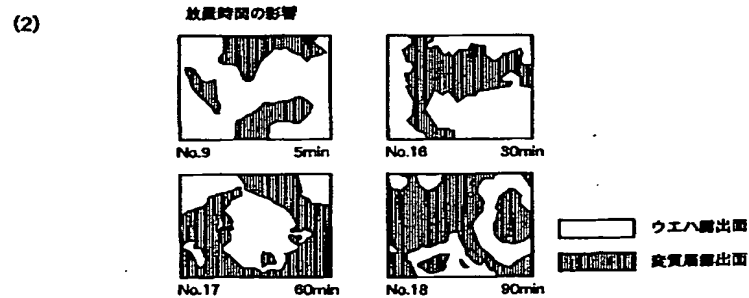 (2)
放置時間の影響
No.9 5min
No.16 30min
No.17 60min
No.18 90min
ウエハ露出面
変質層露出面